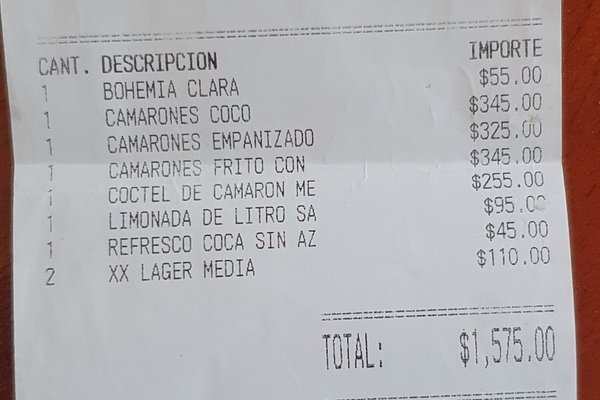 CANT. DESCRIPCION IMPORTE
1 BOHEMIA CLARA $55.00
1 CAMARONES COCO $345.00
1 CAMARONES EMPANIZADO $325.00
1 CAMARONES FRITO CON $345.00
1 COCTEL DE CAMARON ME $255.00
1 LIMONADA DE LITRO SA $95.00
1 REFRESCO COCA SIN AZ $45.00
2 XX LAGER MEDIA $110.00
TOTAL: $1,575.00